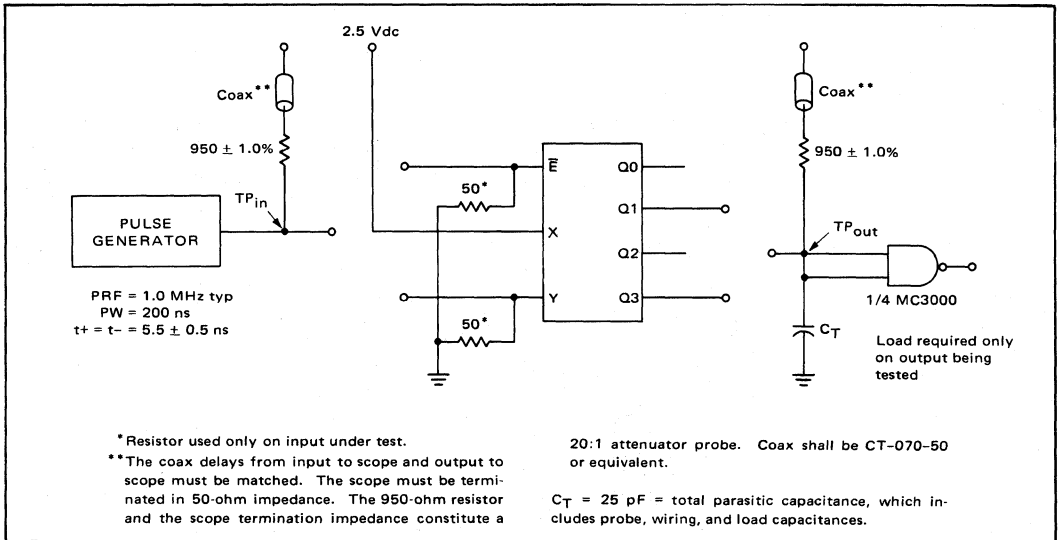 2.5 Vdc
Coax**
950 ± 1.0%
TPin
PULSE
GENERATOR
PRF = 1.0 MHz typ
PW = 200 ns
t+ = t− = 5.5 ± 0.5 ns
50*
50*
E̅
X
Y
Q0
Q1
Q2
Q3
Coax**
950 ± 1.0%
TPout
1/4 MC3000
CT
Load required only
on output being
tested
*Resistor used only on input under test.
**The coax delays from input to scope and output to
scope must be matched. The scope must be termi-
nated in 50-ohm impedance. The 950-ohm resistor
and the scope termination impedance constitute a
20:1 attenuator probe. Coax shall be CT-070-50
or equivalent.
CT = 25 pF = total parasitic capacitance, which in-
cludes probe, wiring, and load capacitances.